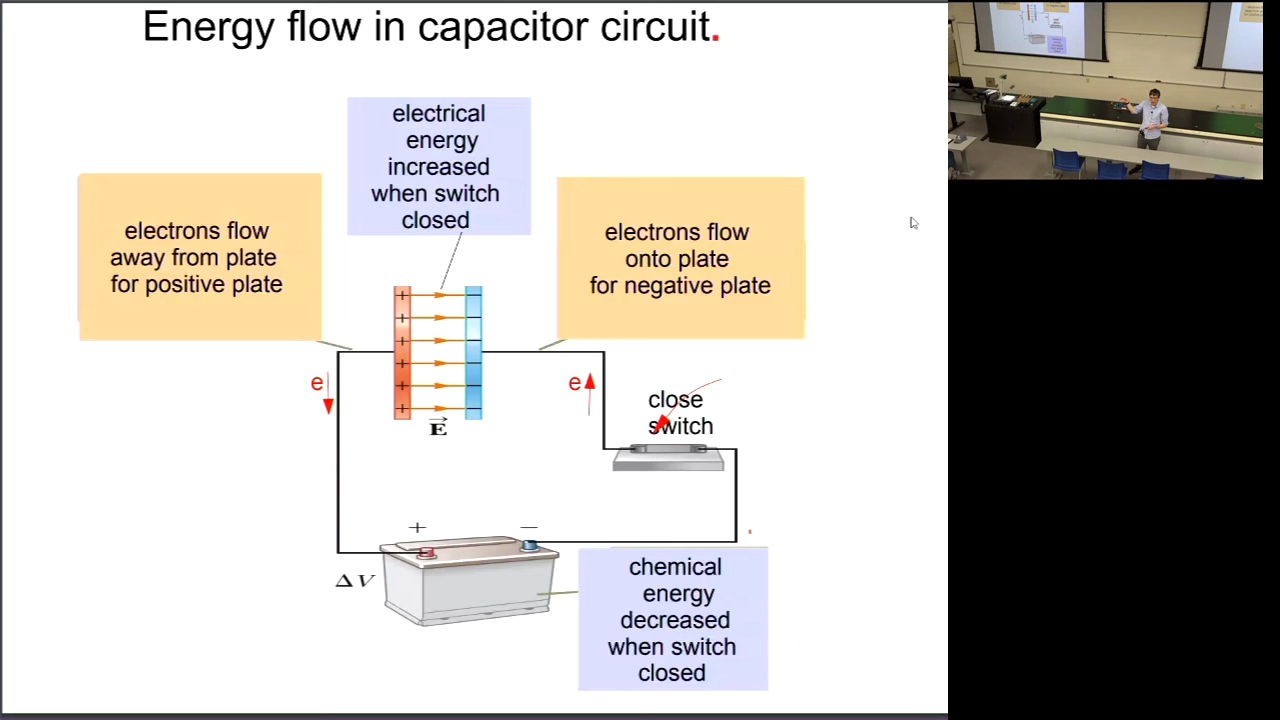 Energy flow in capacitor circuit.
electrical
energy
increased
when switch
closed
electrons flow
away from plate
for positive plate
electrons flow
onto plate
for negative plate
+ −
+ −
+ −
+ −
+ −
+ −
E
e
e
close
switch
+ −
ΔV
chemical
energy
decreased
when switch
closed